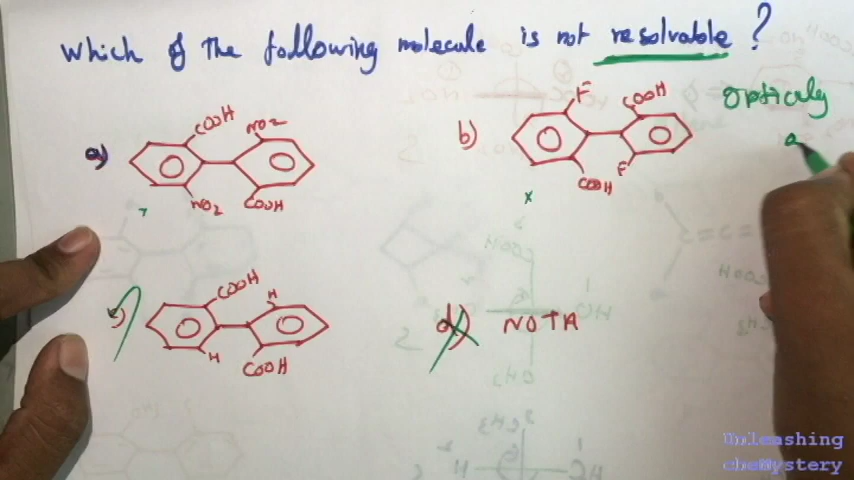 which of the following molecule is not resolvable ?
Optically
a) COOH NO2
NO2 COOH
b) F COOH
COOH F
x
c) COOH H
H COOH
d) NOTA
Unleashing
cheMystery